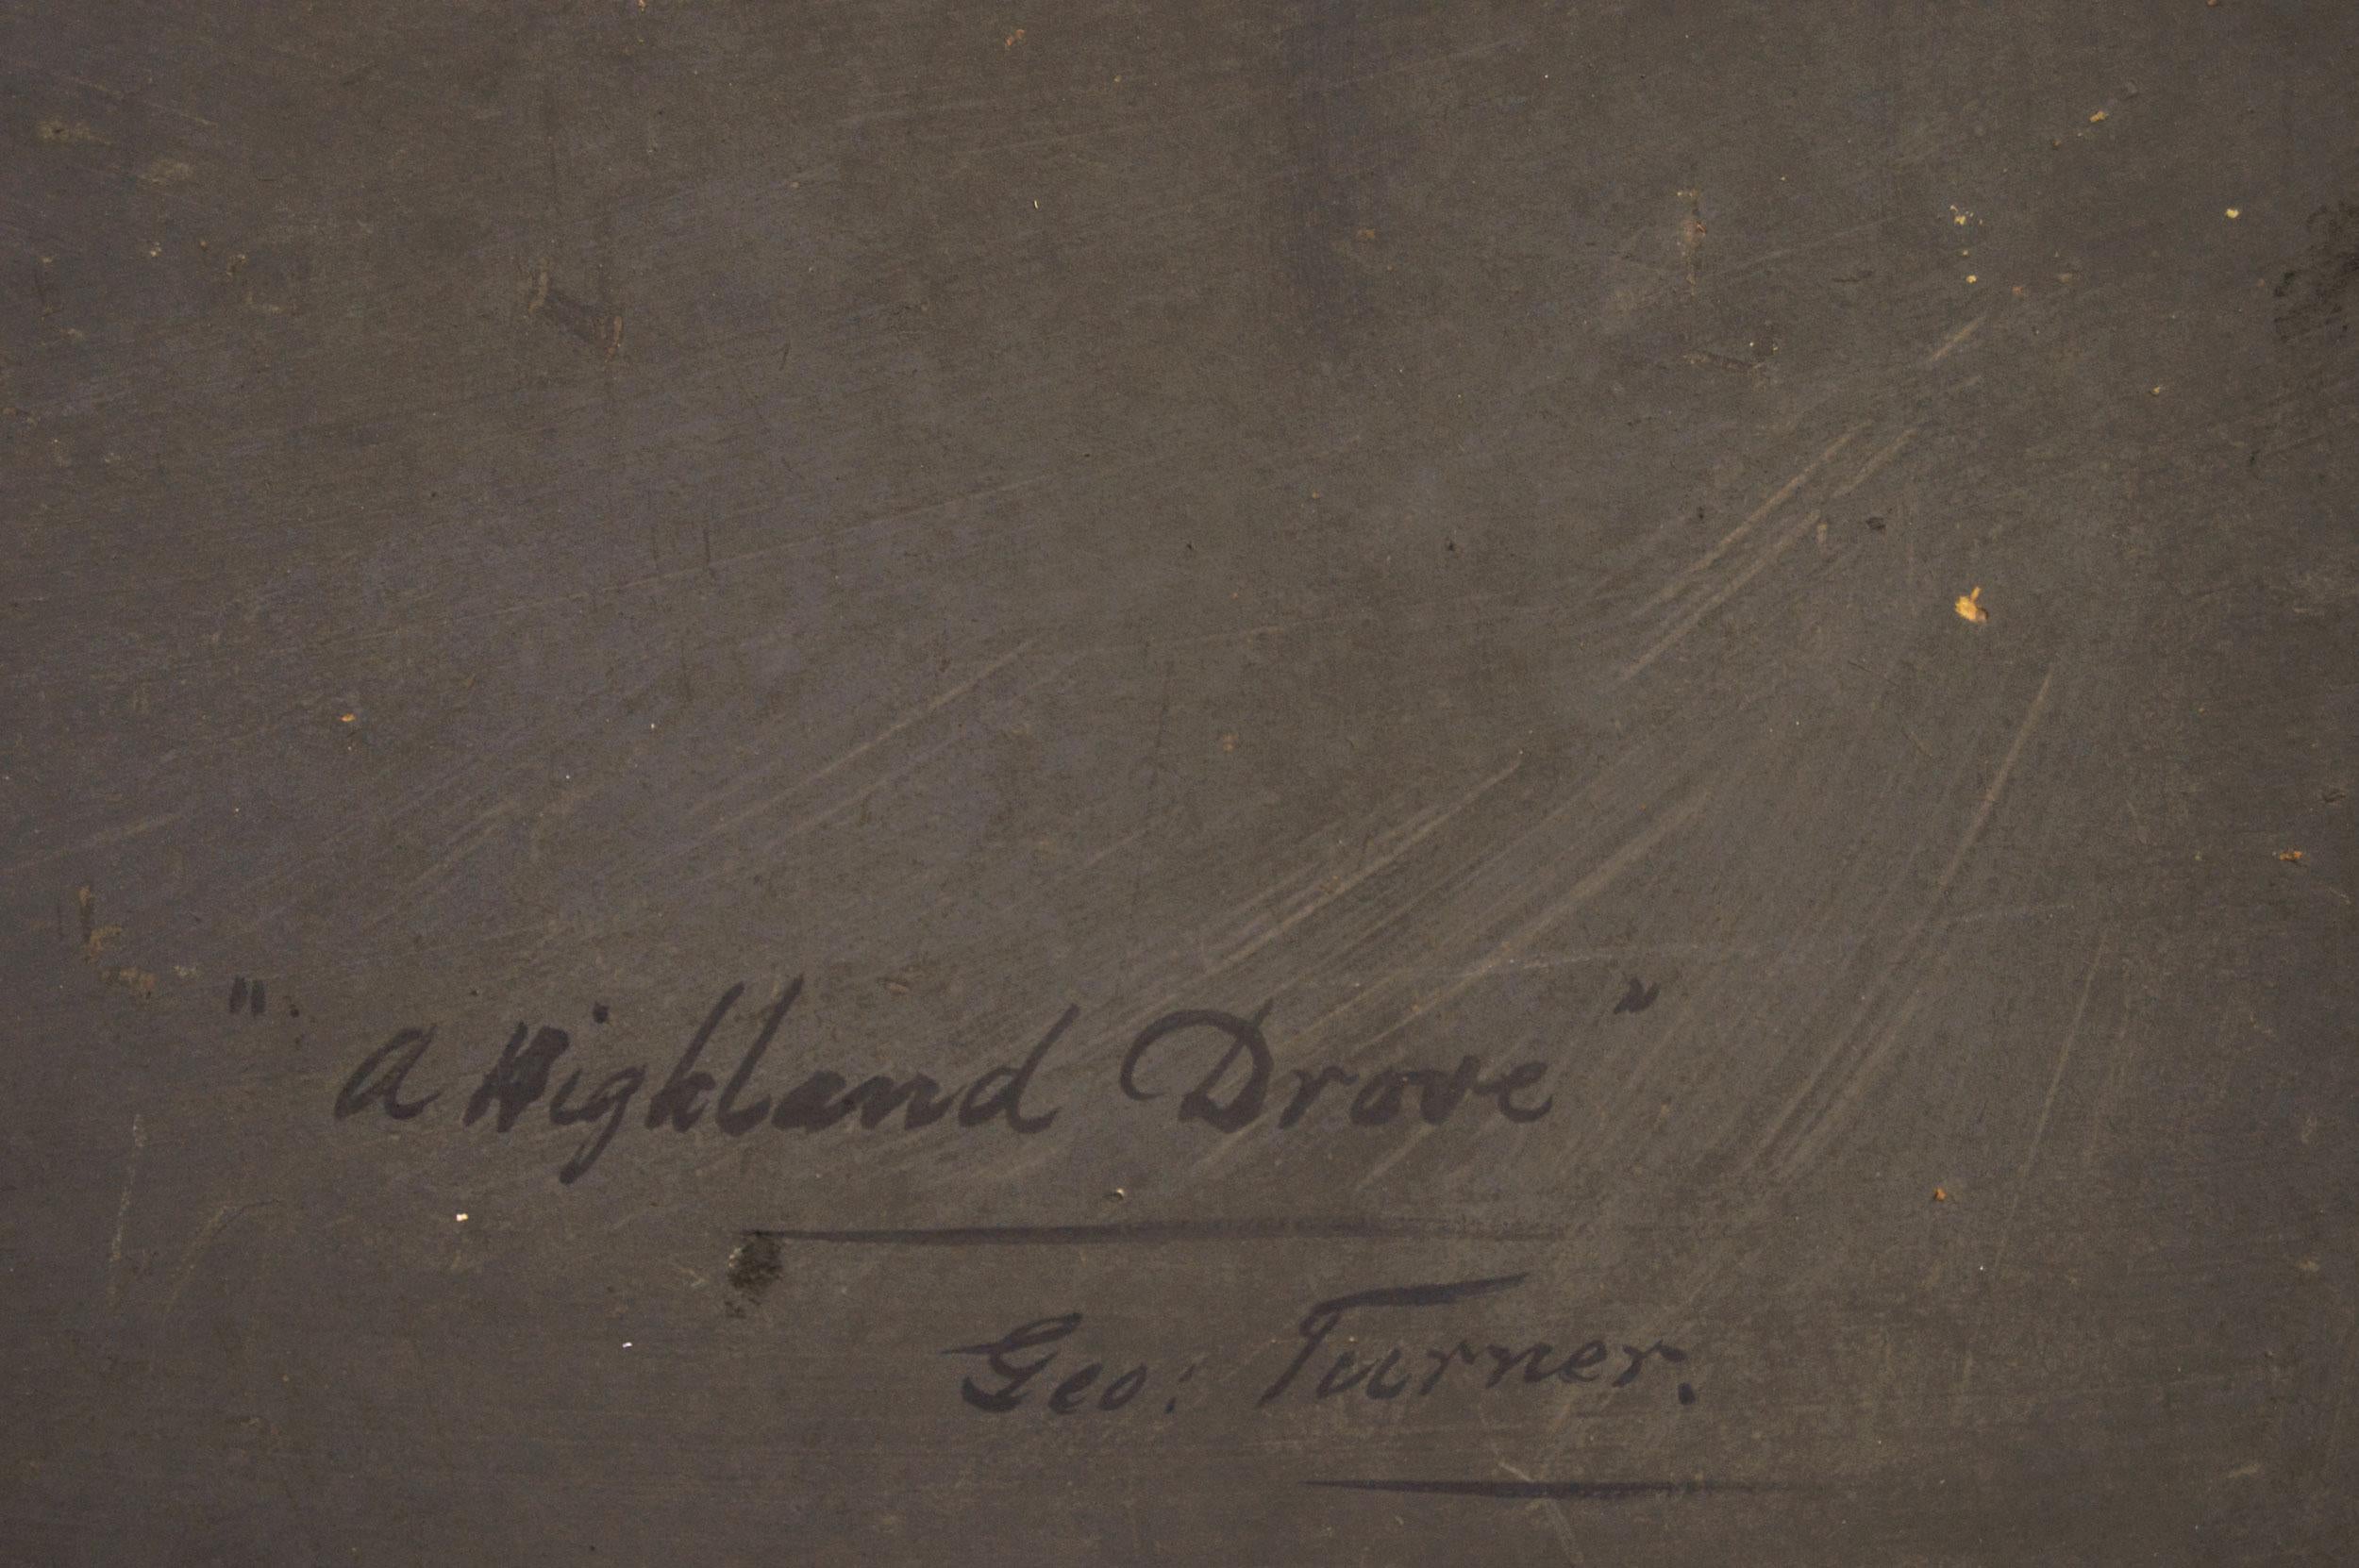 "A Highland Drove"
Geo: Turner.